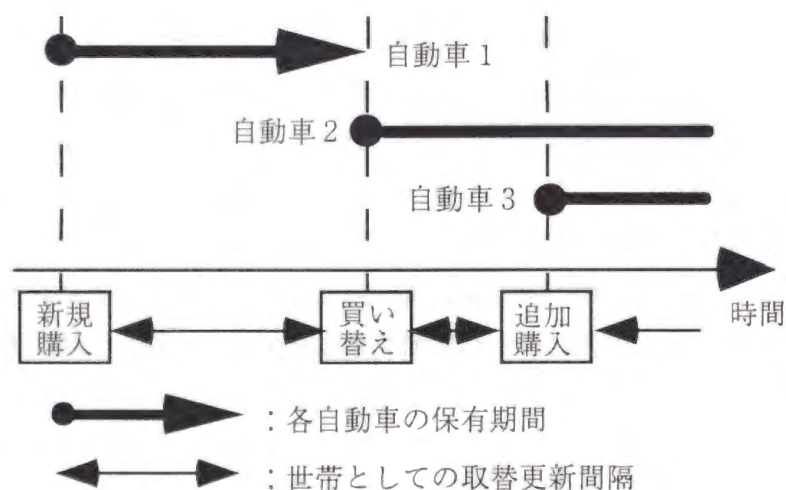 自動車1
自動車2
自動車3
新規
購入
買い
替え
追加
購入
時間
：各自動車の保有期間
：世帯としての取替更新間隔